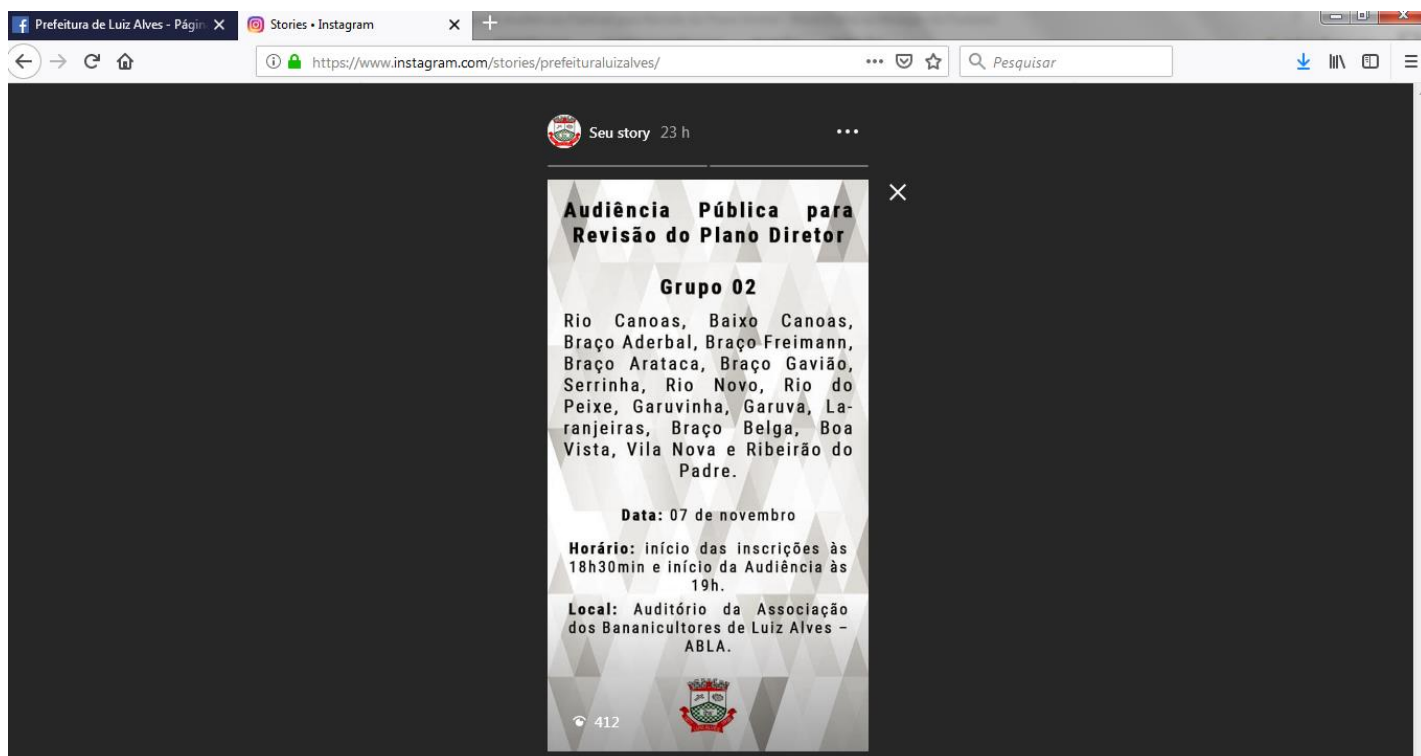 Prefeitura de Luiz Alves - Págin
Stories • Instagram
https://www.instagram.com/stories/prefeituraluizalves/
Pesquisar
Seu story 23 h
Audiência Pública para
Revisão do Plano Diretor
Grupo 02
Rio Canoas, Baixo Canoas,
Braço Aderbal, Braço Freimann,
Braço Arataca, Braço Gavião,
Serrinha, Rio Novo, Rio do
Peixe, Garuvinha, Garuva, La-
ranjeiras, Braço Belga, Boa
Vista, Vila Nova e Ribeirão do
Padre.
Data: 07 de novembro
Horário: início das inscrições às
18h30min e início da Audiência às
19h.
Local: Auditório da Associação
dos Bananicultores de Luiz Alves –
ABLA.
412